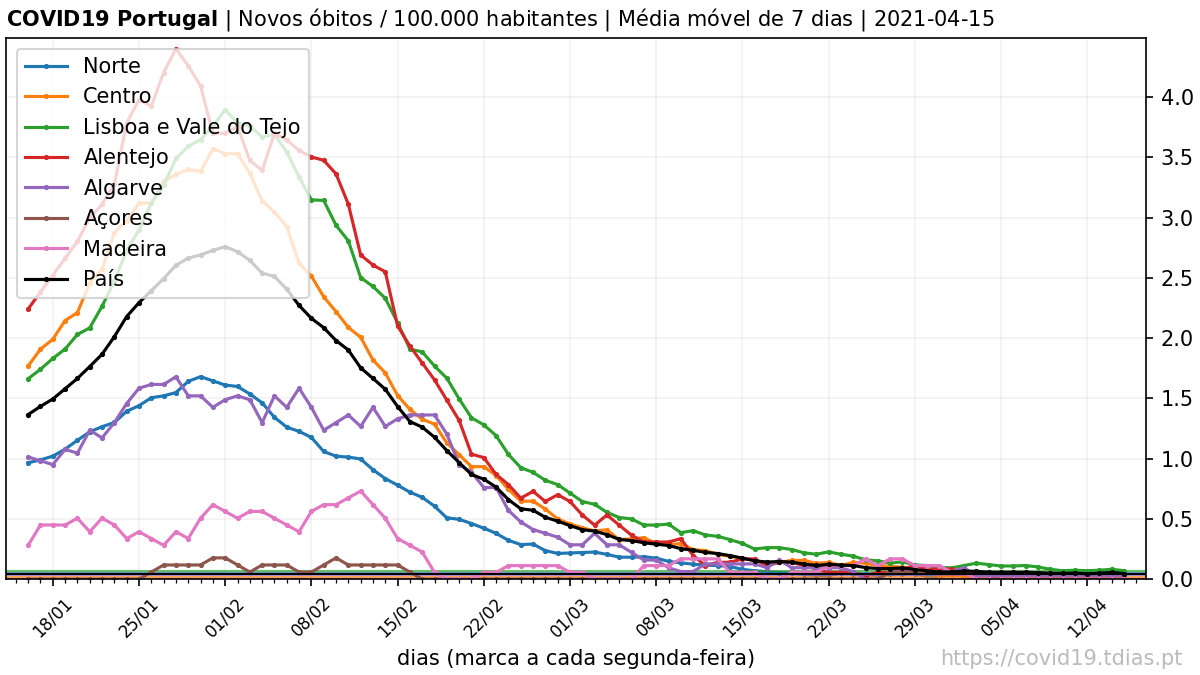 COVID19 Portugal | Novos óbitos / 100.000 habitantes | Média móvel de 7 dias | 2021-04-15
Norte
Centro
Lisboa e Vale do Tejo
Alentejo
Algarve
Açores
Madeira
País
4.0
3.5
3.0
2.5
2.0
1.5
1.0
0.5
0.0
18/01
25/01
01/02
08/02
15/02
22/02
01/03
08/03
15/03
22/03
29/03
05/04
12/04
dias (marca a cada segunda-feira)
https://covid19.tdias.pt